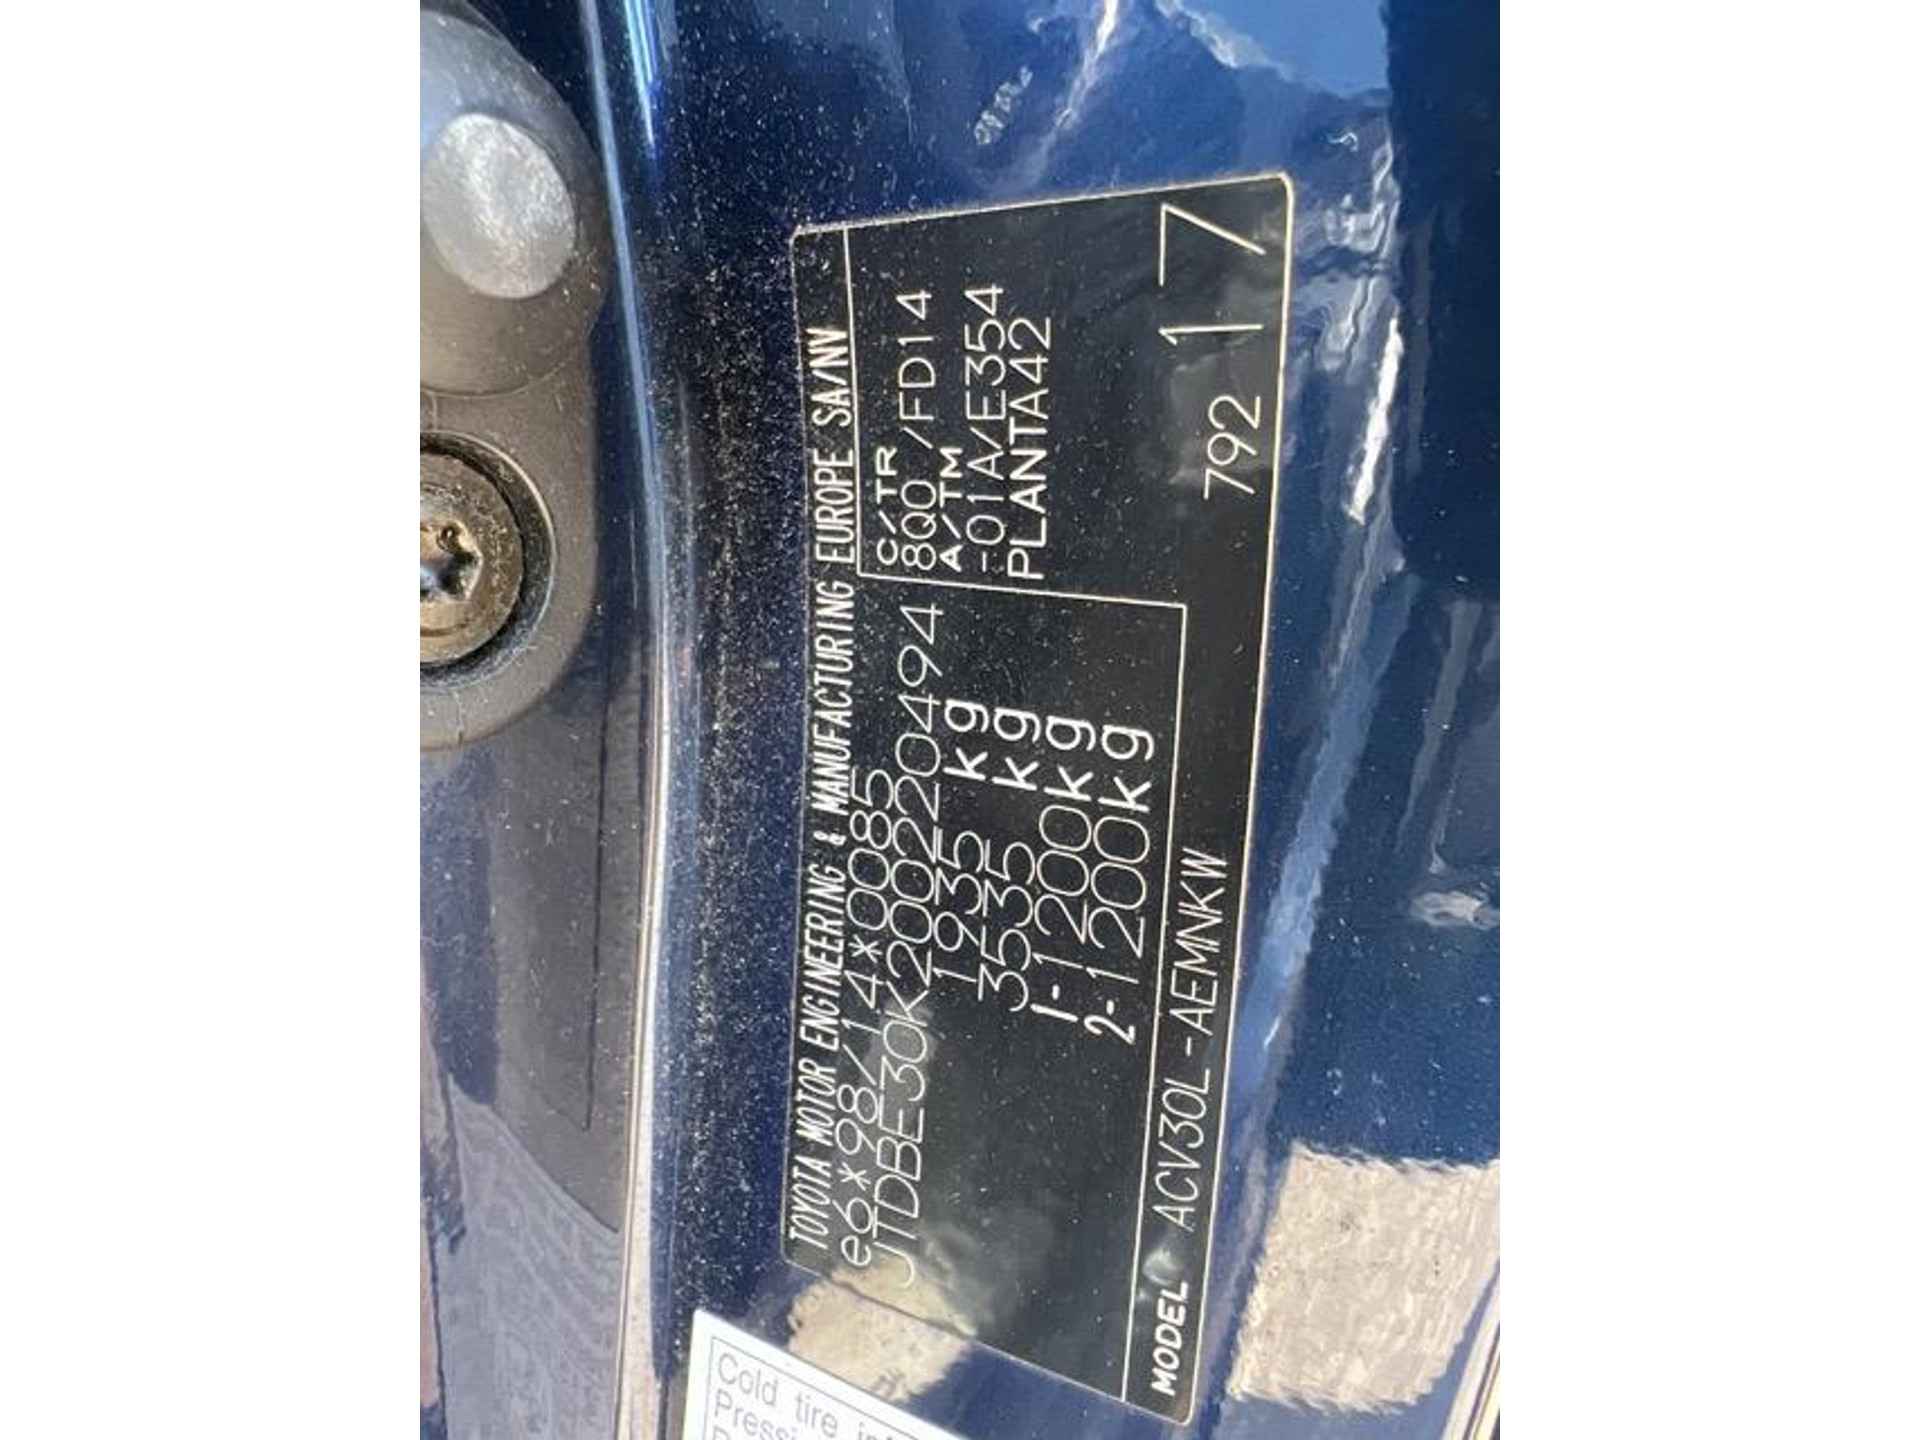 TOYOTA MOTOR ENGINEERING & MANUFACTURING EUROPE SA/NV
e6*98/14*0085
JTDBE30K200220494
1935 kg
3535 kg
1-1200kg
2-1200kg
C/TR
8Q0 /FD14
A/TM
-01A/E354
PLANTA42
MODEL ACV30L-AEMNKW
792
17
Cold tire